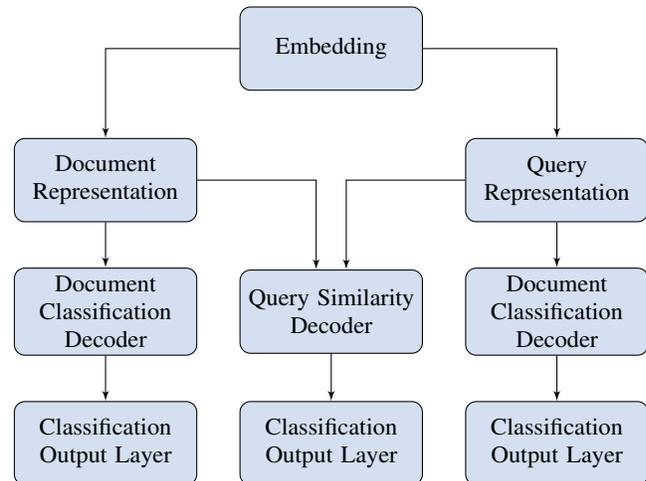 Embedding
Document
Representation
Query
Representation
Document
Classification
Decoder
Query Similarity
Decoder
Document
Classification
Decoder
Classification
Output Layer
Classification
Output Layer
Classification
Output Layer